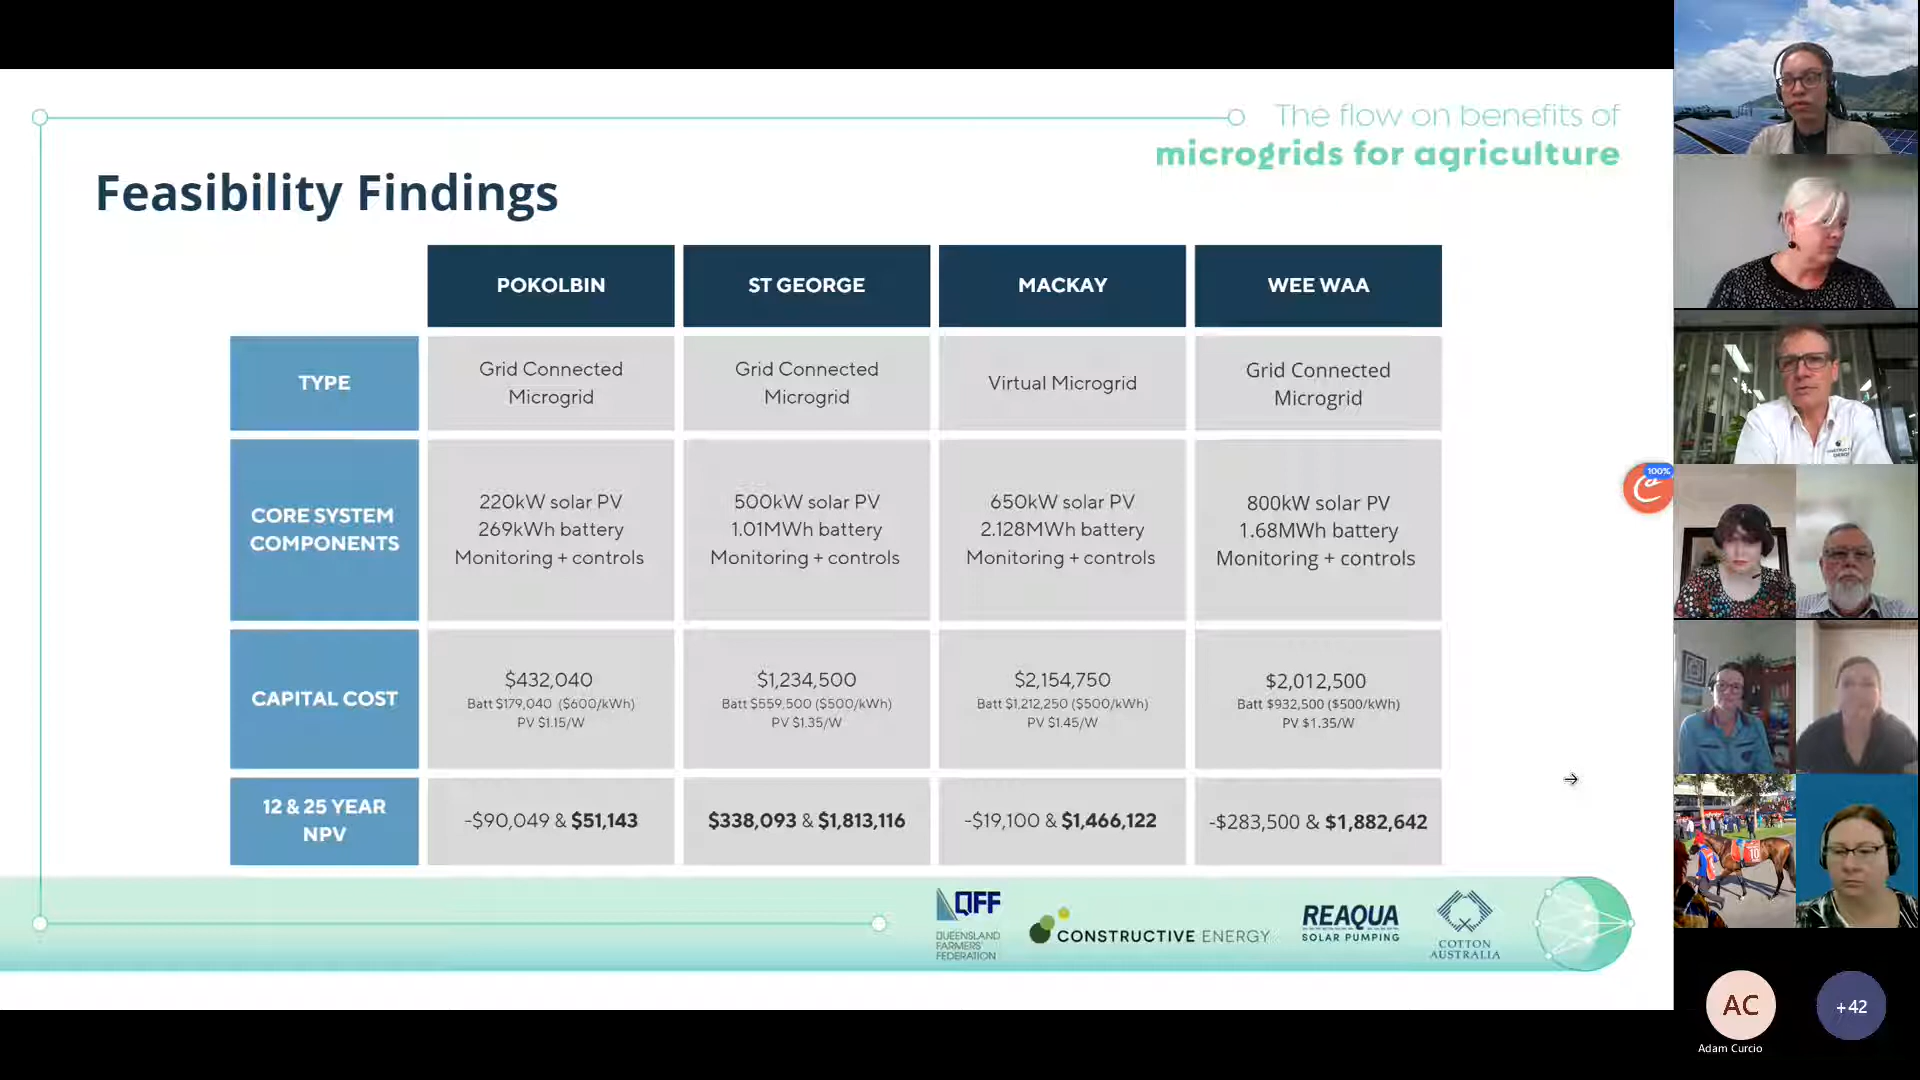 The flow on benefits of
microgrids for agriculture
Feasibility Findings
POKOLBIN
ST GEORGE
MACKAY
WEE WAA
TYPE
Grid Connected
Microgrid
Grid Connected
Microgrid
Virtual Microgrid
Grid Connected
Microgrid
CORE SYSTEM
COMPONENTS
220kW solar PV
269kWh battery
Monitoring + controls
500kW solar PV
1.01MWh battery
Monitoring + controls
650kW solar PV
2.128MWh battery
Monitoring + controls
800kW solar PV
1.68MWh battery
Monitoring + controls
CAPITAL COST
$432,040
Batt $179,040 ($600/kWh)
PV $1.15/W
$1,234,500
Batt $559,500 ($500/kWh)
PV $1.35/W
$2,154,750
Batt $1,212,250 ($500/kWh)
PV $1.45/W
$2,012,500
Batt $932,500 ($500/kWh)
PV $1.35/W
12 & 25 YEAR
NPV
-$90,049 & $51,143
$338,093 & $1,813,116
-$19,100 & $1,466,122
-$283,500 & $1,882,642
QFF
QUEENSLAND
FARMERS'
FEDERATION
CONSTRUCTIVE ENERGY
REAQUA
SOLAR PUMPING
COTTON
AUSTRALIA
100%
10
AC
Adam Curcio
+42